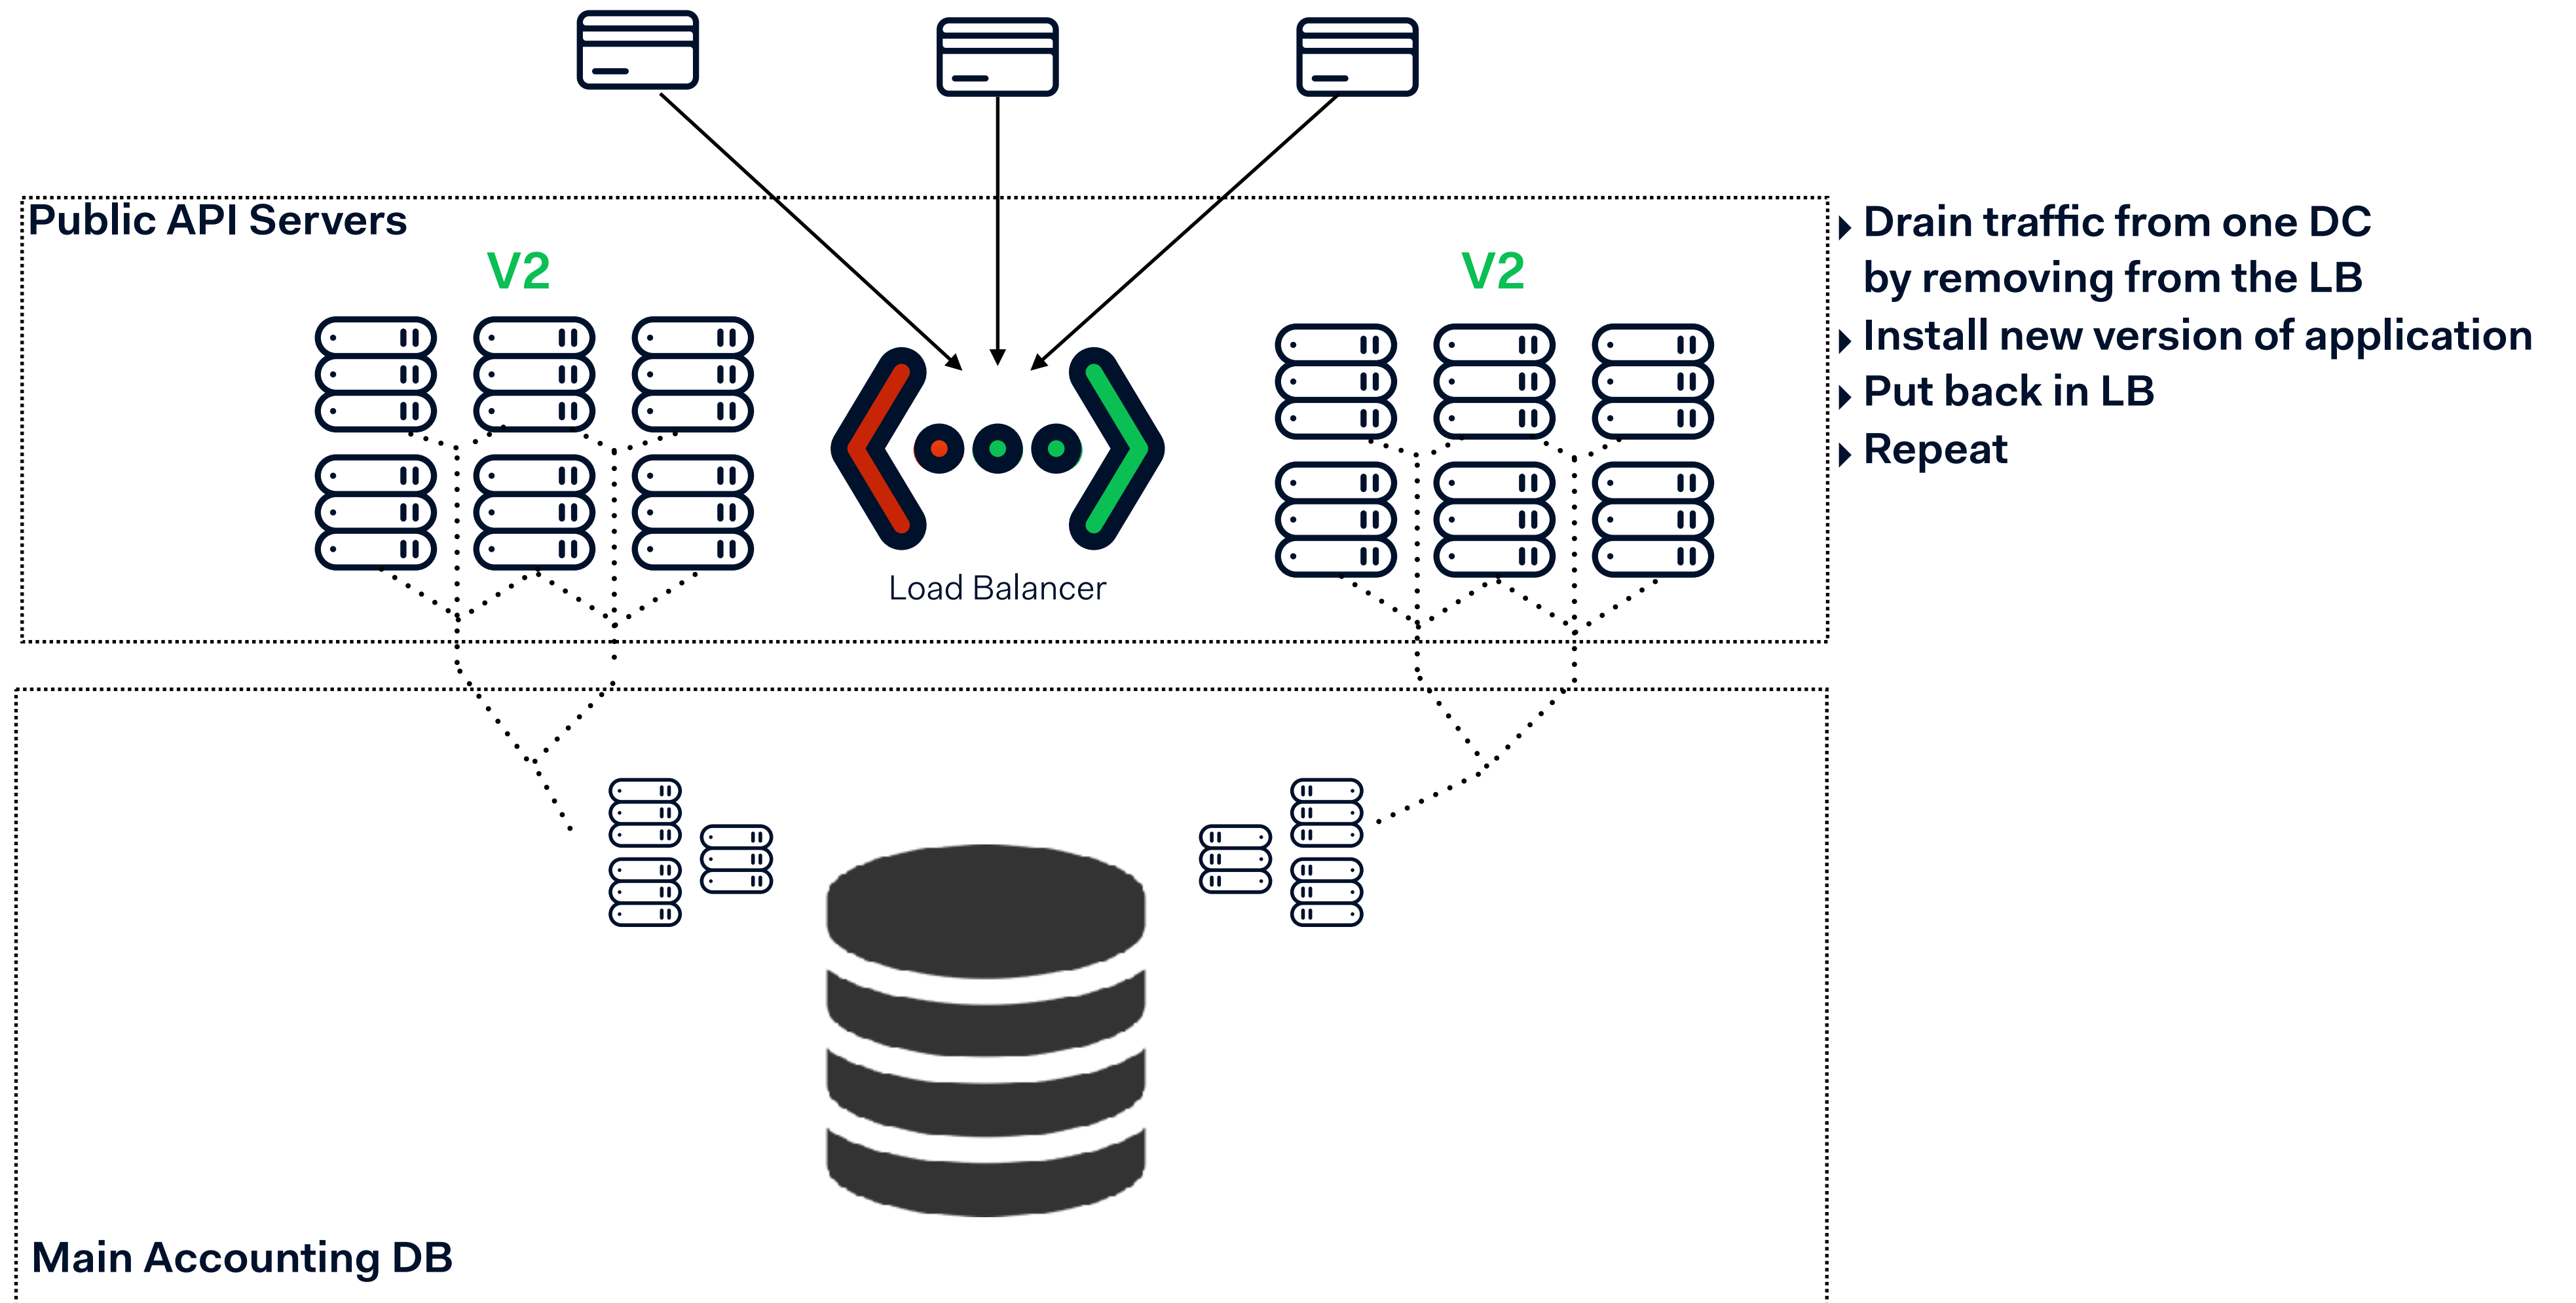 Public API Servers
V2
V2
Load Balancer
Drain traffic from one DC
by removing from the LB
Install new version of application
Put back in LB
Repeat
Main Accounting DB